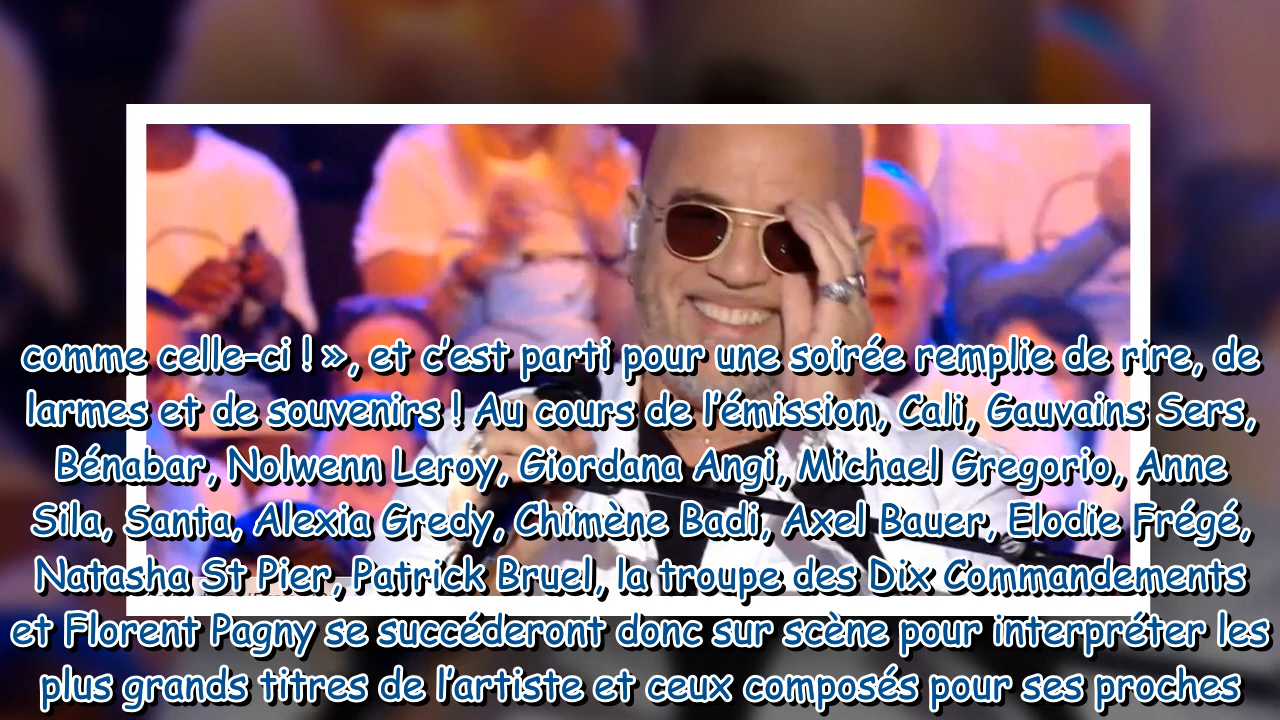 comme celle-ci ! », et c'est parti pour une soirée remplie de rire, de
larmes et de souvenirs ! Au cours de l'émission, Cali, Gauvains Sers,
Bénabar, Nolwenn Leroy, Giordana Angi, Michael Gregorio, Anne
Sila, Santa, Alexia Gredy, Chimène Badi, Axel Bauer, Elodie Frégé,
Natasha St Pier, Patrick Bruel, la troupe des Dix Commandements
et Florent Pagny se succéderont donc sur scène pour interpréter les
plus grands titres de l'artiste et ceux composés pour ses proches